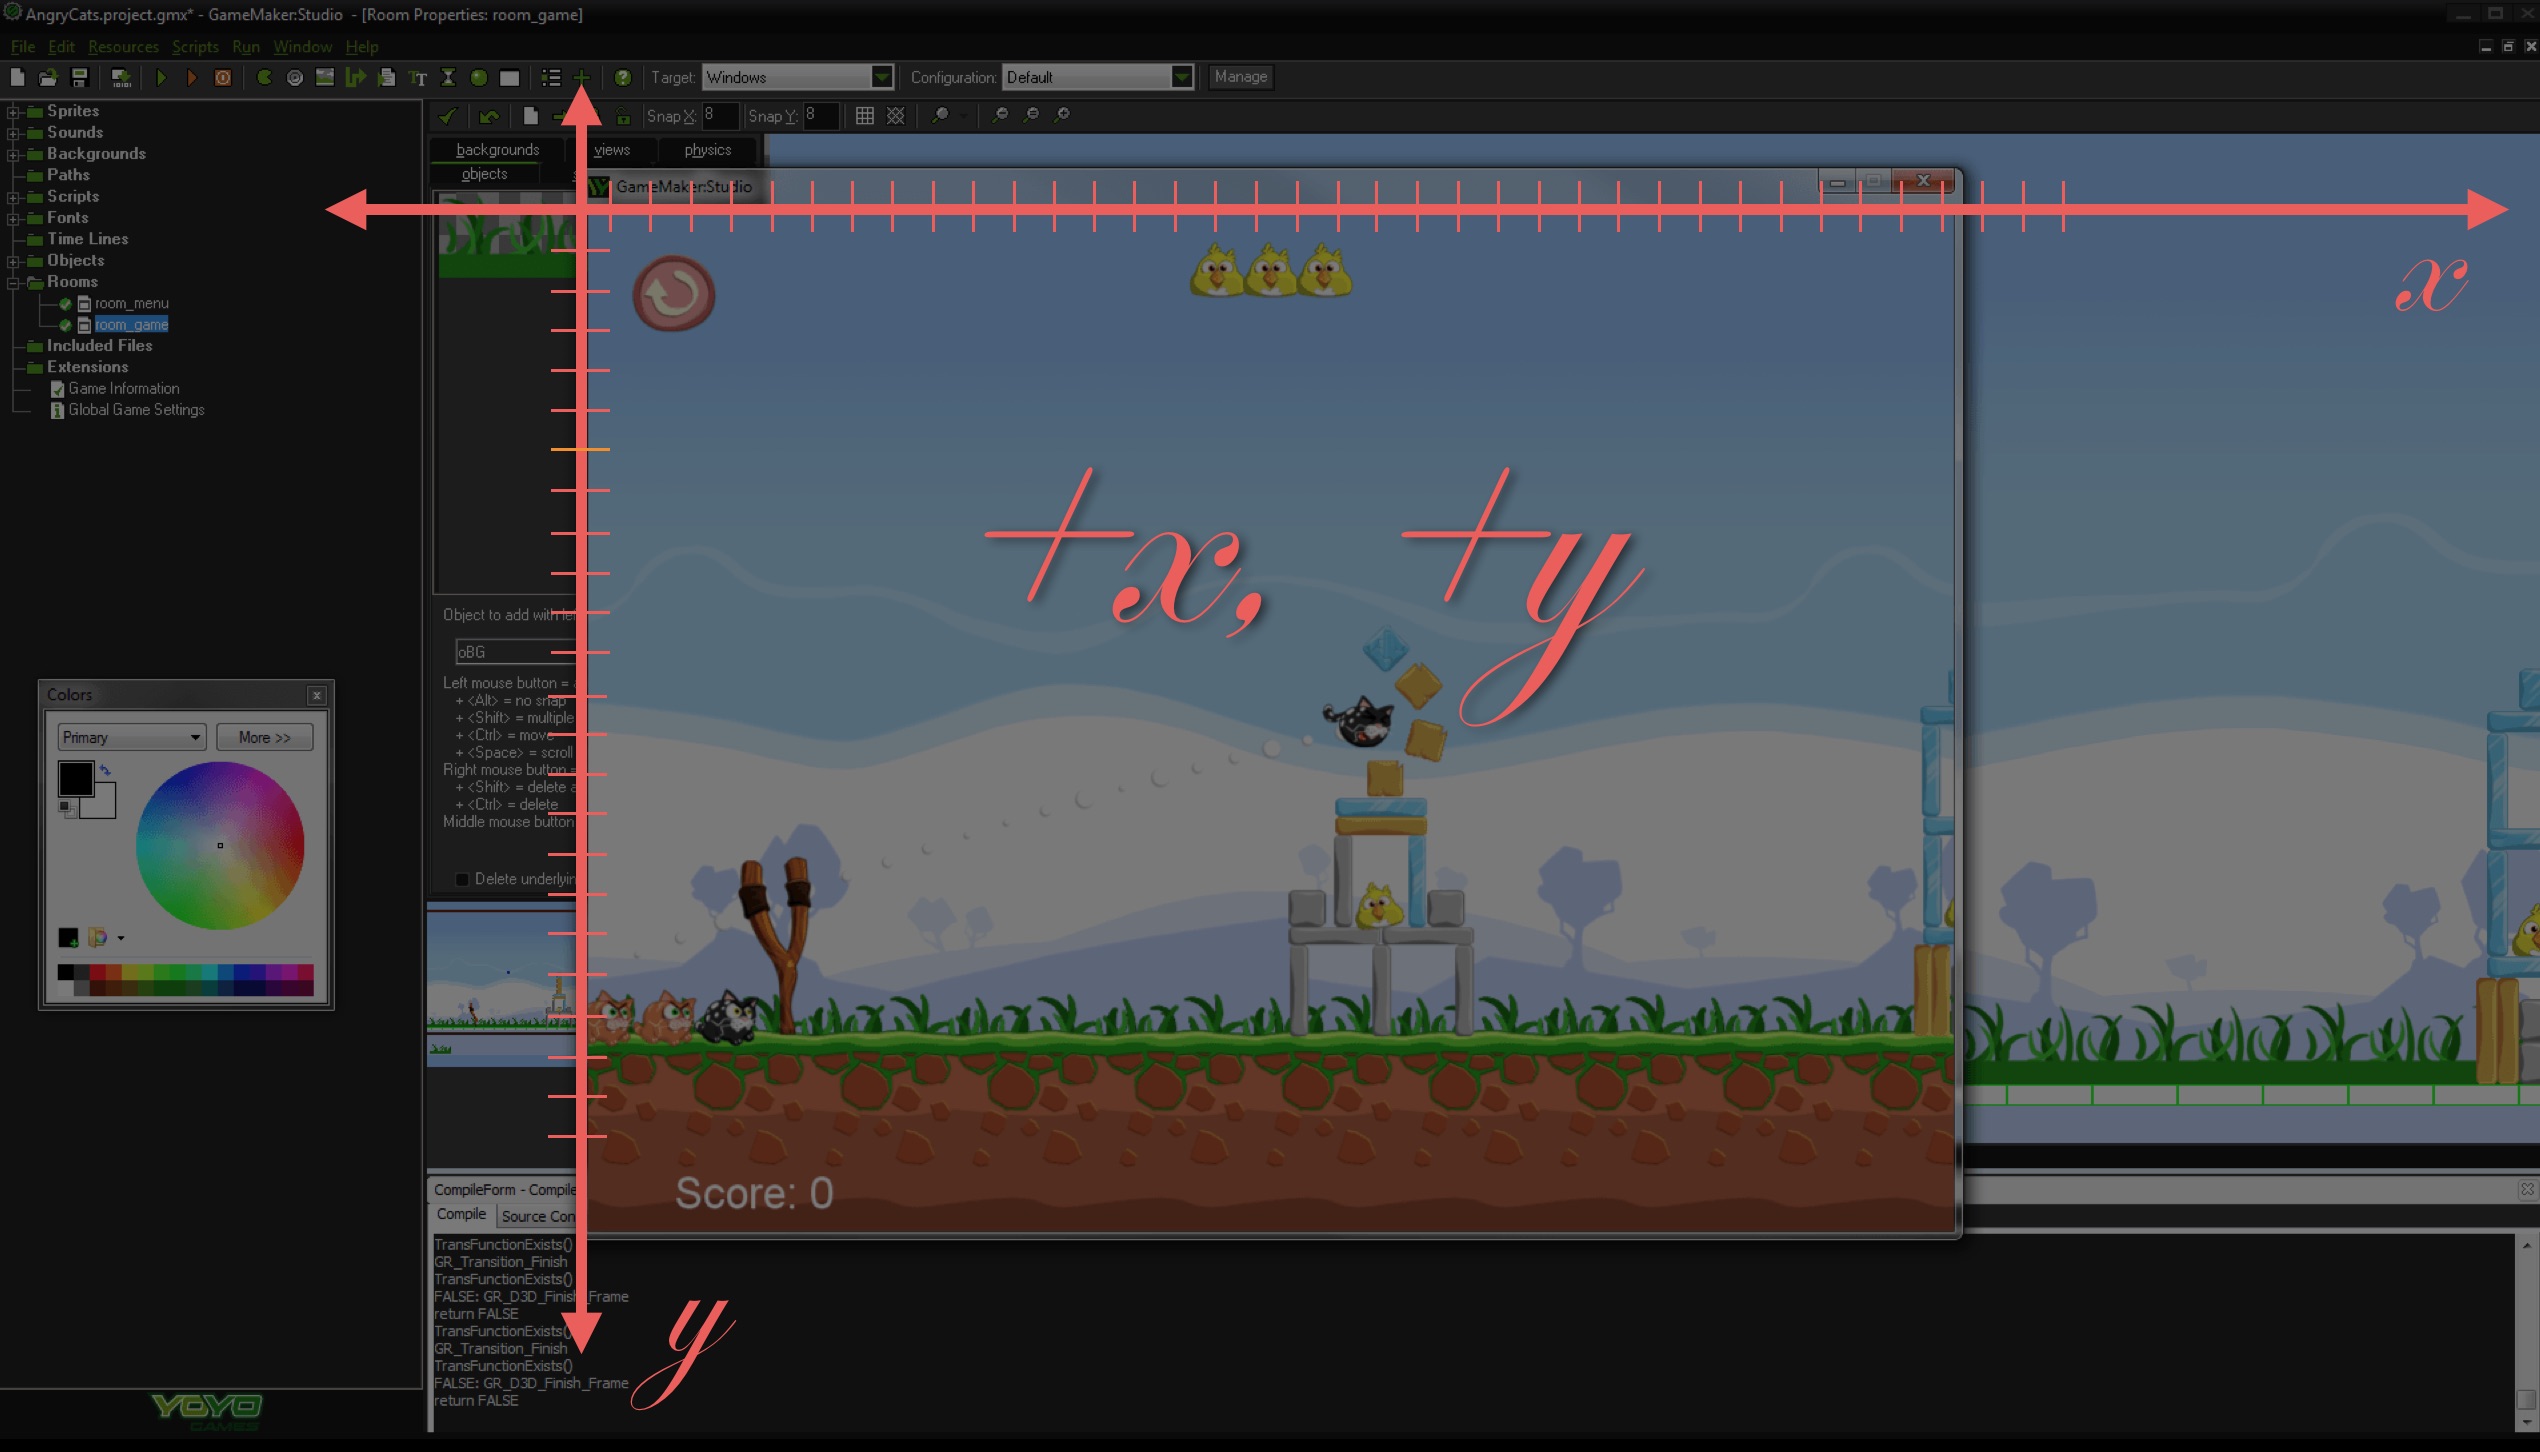 AngryCats.project.gmx* - GameMaker:Studio - [Room Properties: room_game]
File Edit Resources Scripts Run Window Help
Target: Windows Configuration: Default Manage
Snap X: 8 Snap Y: 8
Sprites
Sounds
Backgrounds
Paths
Scripts
Fonts
Time Lines
Objects
Rooms
room_menu
room_game
Included Files
Extensions
Game Information
Global Game Settings
backgrounds views physics
objects
GameMaker:Studio
x
+x, +y
Object to add with le
oBG
Left mouse button =
+ <Alt> = no snap
+ <Shift> = multiple
+ <Ctrl> = move
+ <Space> = scroll
Right mouse button =
+ <Shift> = delete a
+ <Ctrl> = delete
Middle mouse button
Delete underlyin
Colors
Primary More >>
Score: 0
CompileForm - Compile
Compile Source Con
TransFunctionExists()
GR_Transition_Finish
TransFunctionExists()
FALSE: GR_D3D_Finish_Frame
return FALSE
TransFunctionExists()
GR_Transition_Finish
TransFunctionExists()
FALSE: GR_D3D_Finish_Frame
return FALSE
y
YOYO
GAMES